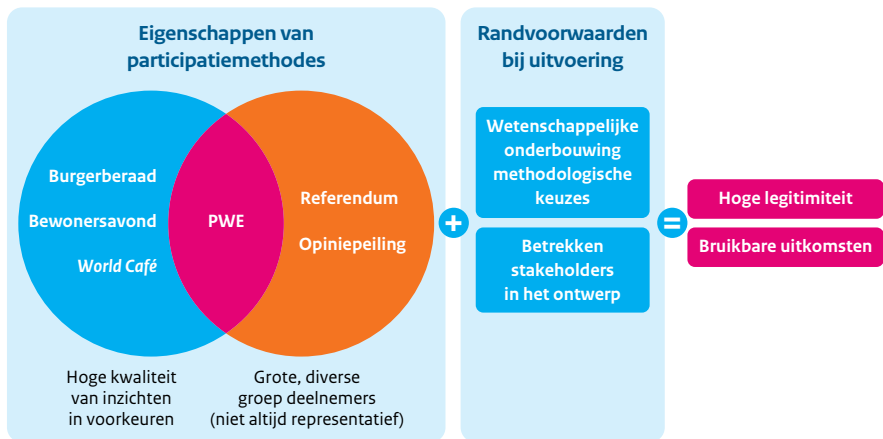 Eigenschappen van
participatiemethodes
Burgerberaad
Bewonersavond
World Café
PWE
Referendum
Opiniepeiling
Hoge kwaliteit
van inzichten
in voorkeuren
Grote, diverse
groep deelnemers
(niet altijd representatief)
+
Randvoorwaarden
bij uitvoering
Wetenschappelijke
onderbouwing
methodologische
keuzes
Betrekken
stakeholders
in het ontwerp
=
Hoge legitimiteit
Bruikbare uitkomsten